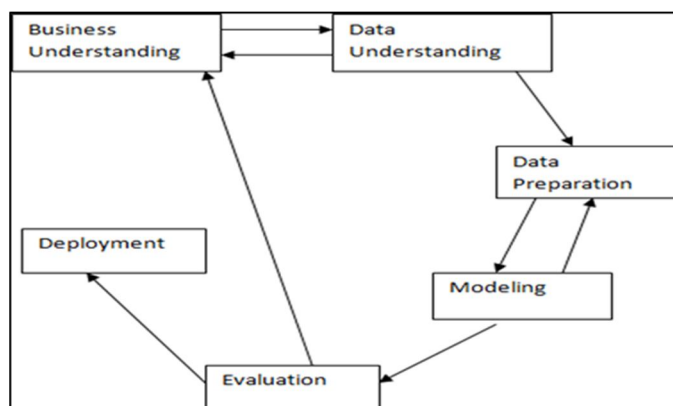 Business
Understanding
Data
Understanding
Data
Preparation
Deployment
Modeling
Evaluation